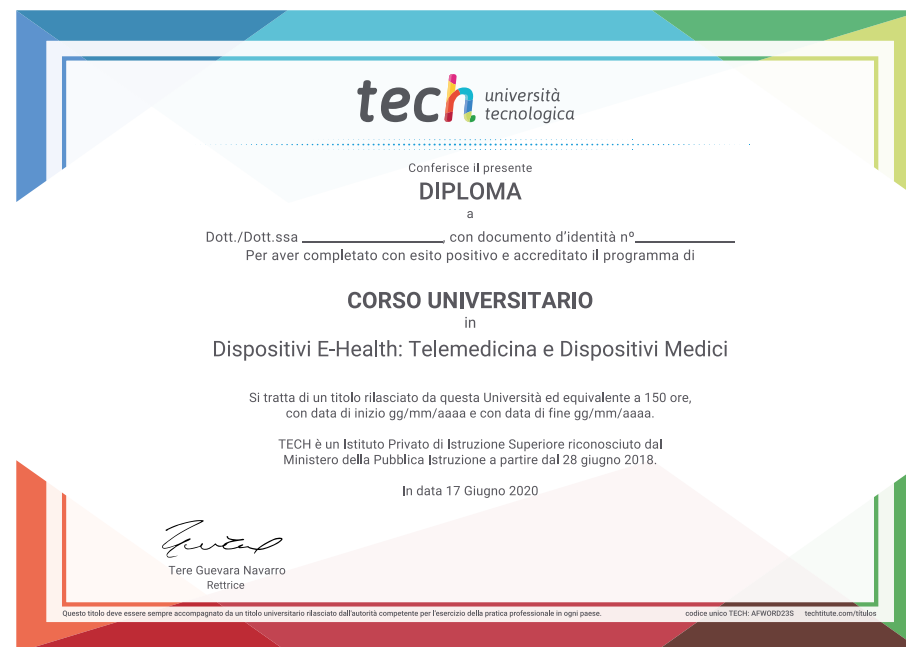 tech università
tecnologica
Conferisce il presente
DIPLOMA
a
Dott./Dott.ssa ____________________, con documento d'identità nº______________
Per aver completato con esito positivo e accreditato il programma di
CORSO UNIVERSITARIO
in
Dispositivi E-Health: Telemedicina e Dispositivi Medici
Si tratta di un titolo rilasciato da questa Università ed equivalente a 150 ore,
con data di inizio gg/mm/aaaa e con data di fine gg/mm/aaaa.
TECH è un Istituto Privato di Istruzione Superiore riconosciuto dal
Ministero della Pubblica Istruzione a partire dal 28 giugno 2018.
In data 17 Giugno 2020
Tere Guevara Navarro
Rettrice
Questo titolo deve essere sempre accompagnato da un titolo universitario rilasciato dall'autorità competente per l'esercizio della pratica professionale in ogni paese. codice unico TECH: AFWORD23S techtitute.com/titulos